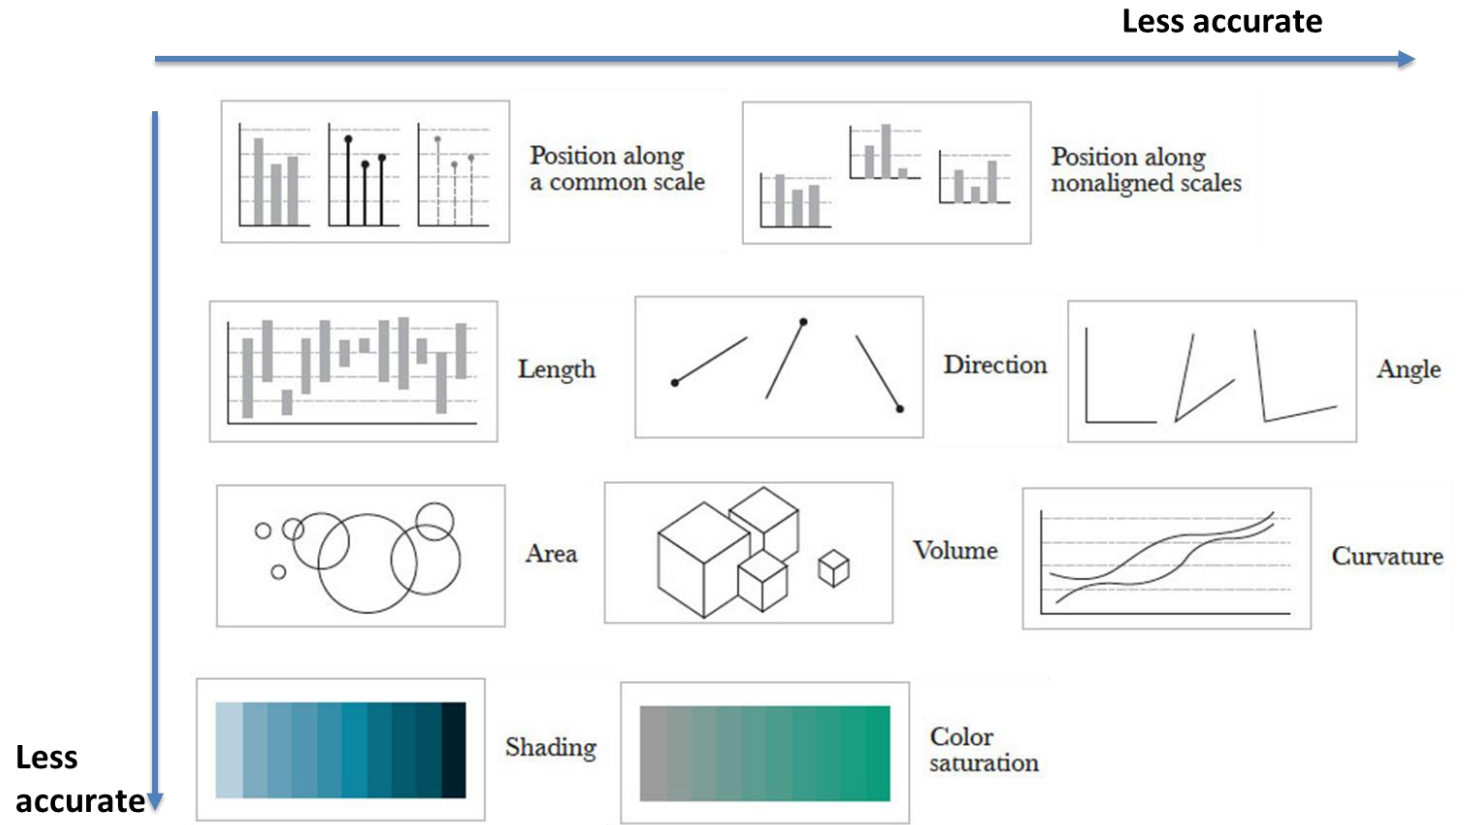 Less accurate
Position along
a common scale
Position along
nonaligned scales
Length
Direction
Angle
Area
Volume
Curvature
Shading
Color
saturation
Less
accurate